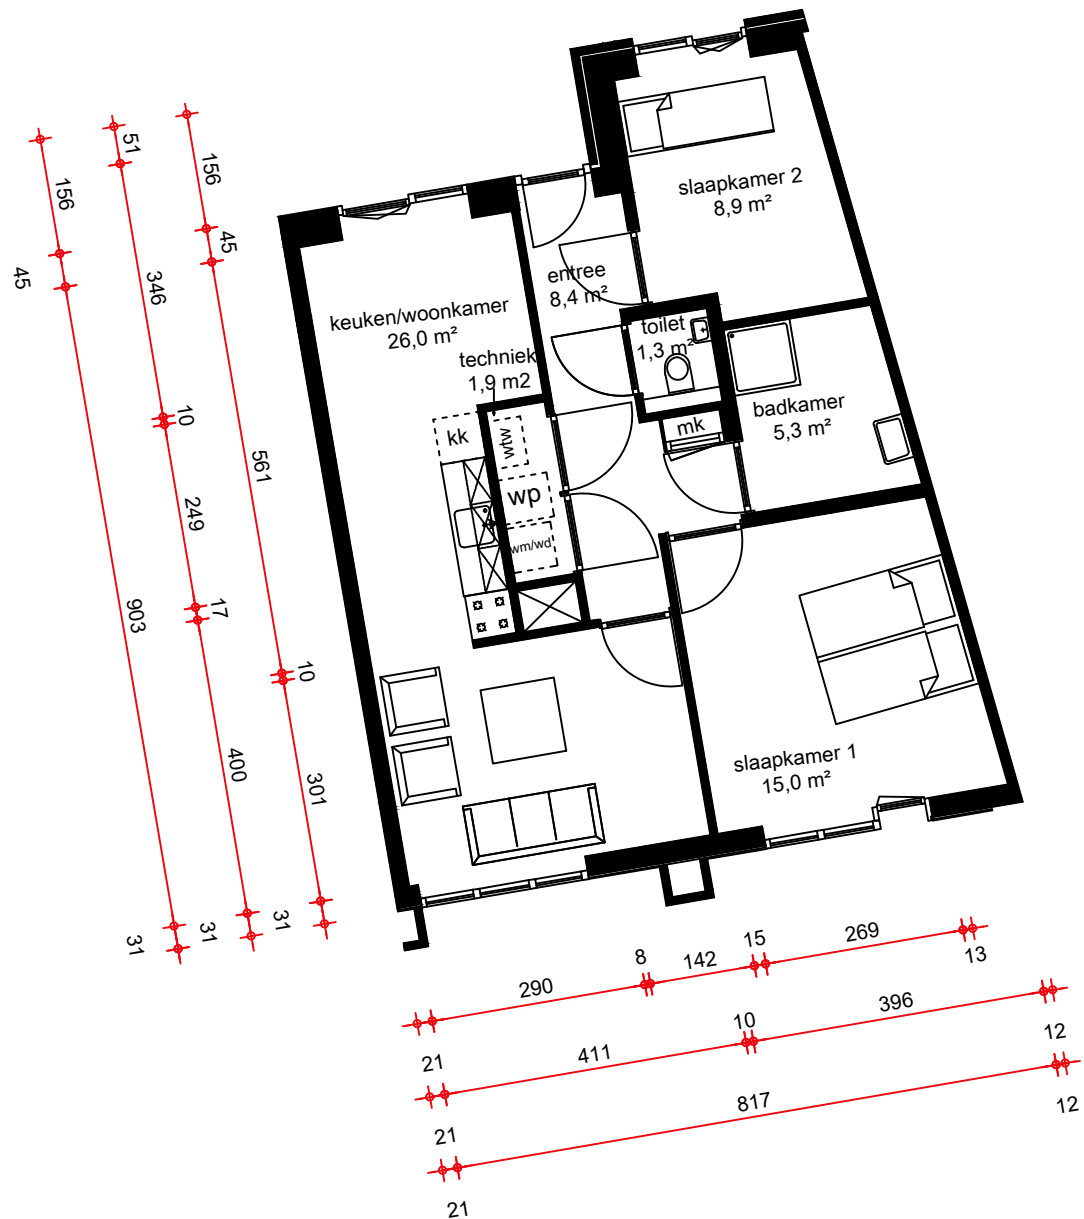 slaapkamer 2
8,9 m²
entree
8,4 m²
keuken/woonkamer
26,0 m²
toilet
1,3 m²
techniek
1,9 m2
badkamer
5,3 m²
mk
kk
wtw
wp
wm/wd
slaapkamer 1
15,0 m²
156
45
903
31
51
346
10
249
17
400
31
156
45
561
10
301
31
290
8
142
15
269
13
21
411
10
396
12
21
817
12
21